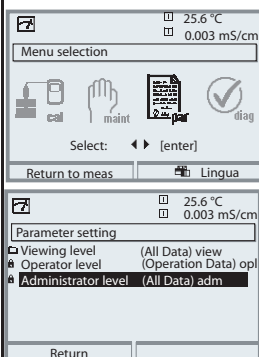 25.6 °C
0.003 mS/cm
Menu selection
cal maint par diag
Select: [enter]
Return to meas Lingua
25.6 °C
0.003 mS/cm
Parameter setting
Viewing level (All Data) view
Operator level (Operation Data) opl
Administrator level (All Data) adm
Return